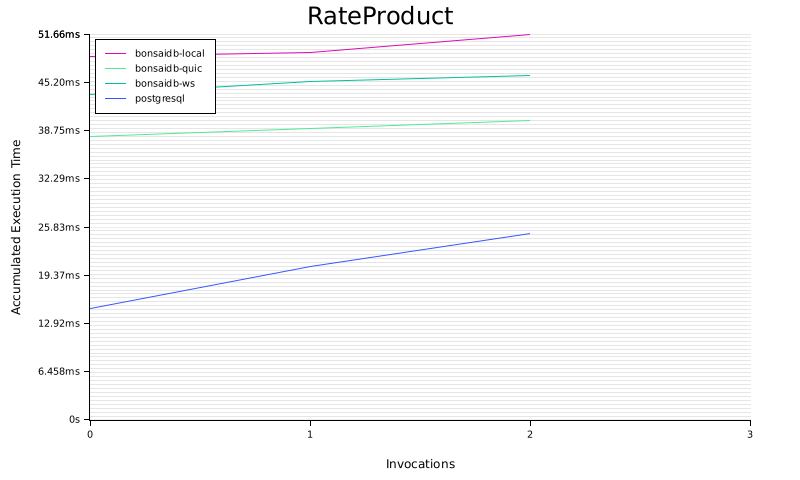 RateProduct
51.66ms
bonsaidb-local
bonsaidb-quic
bonsaidb-ws
postgresql
45.20ms
38.75ms
32.29ms
25.83ms
19.37ms
12.92ms
6.458ms
0s
Accumulated Execution Time
0 1 2 3
Invocations